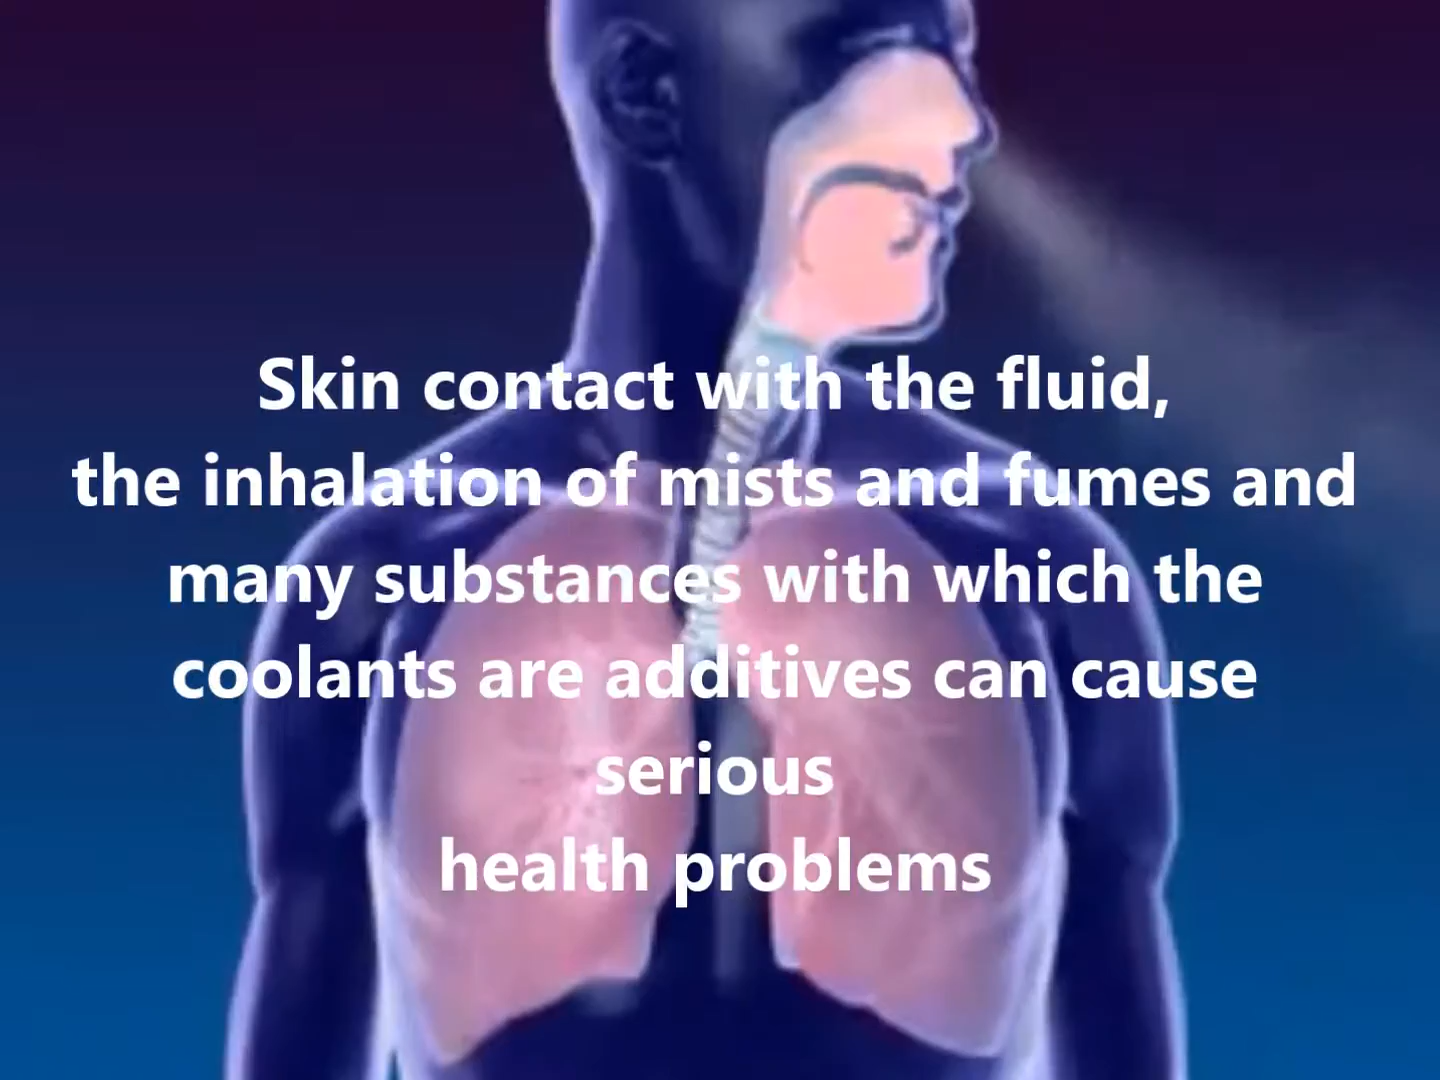 Skin contact with the fluid,
the inhalation of mists and fumes and
many substances with which the
coolants are additives can cause
serious
health problems